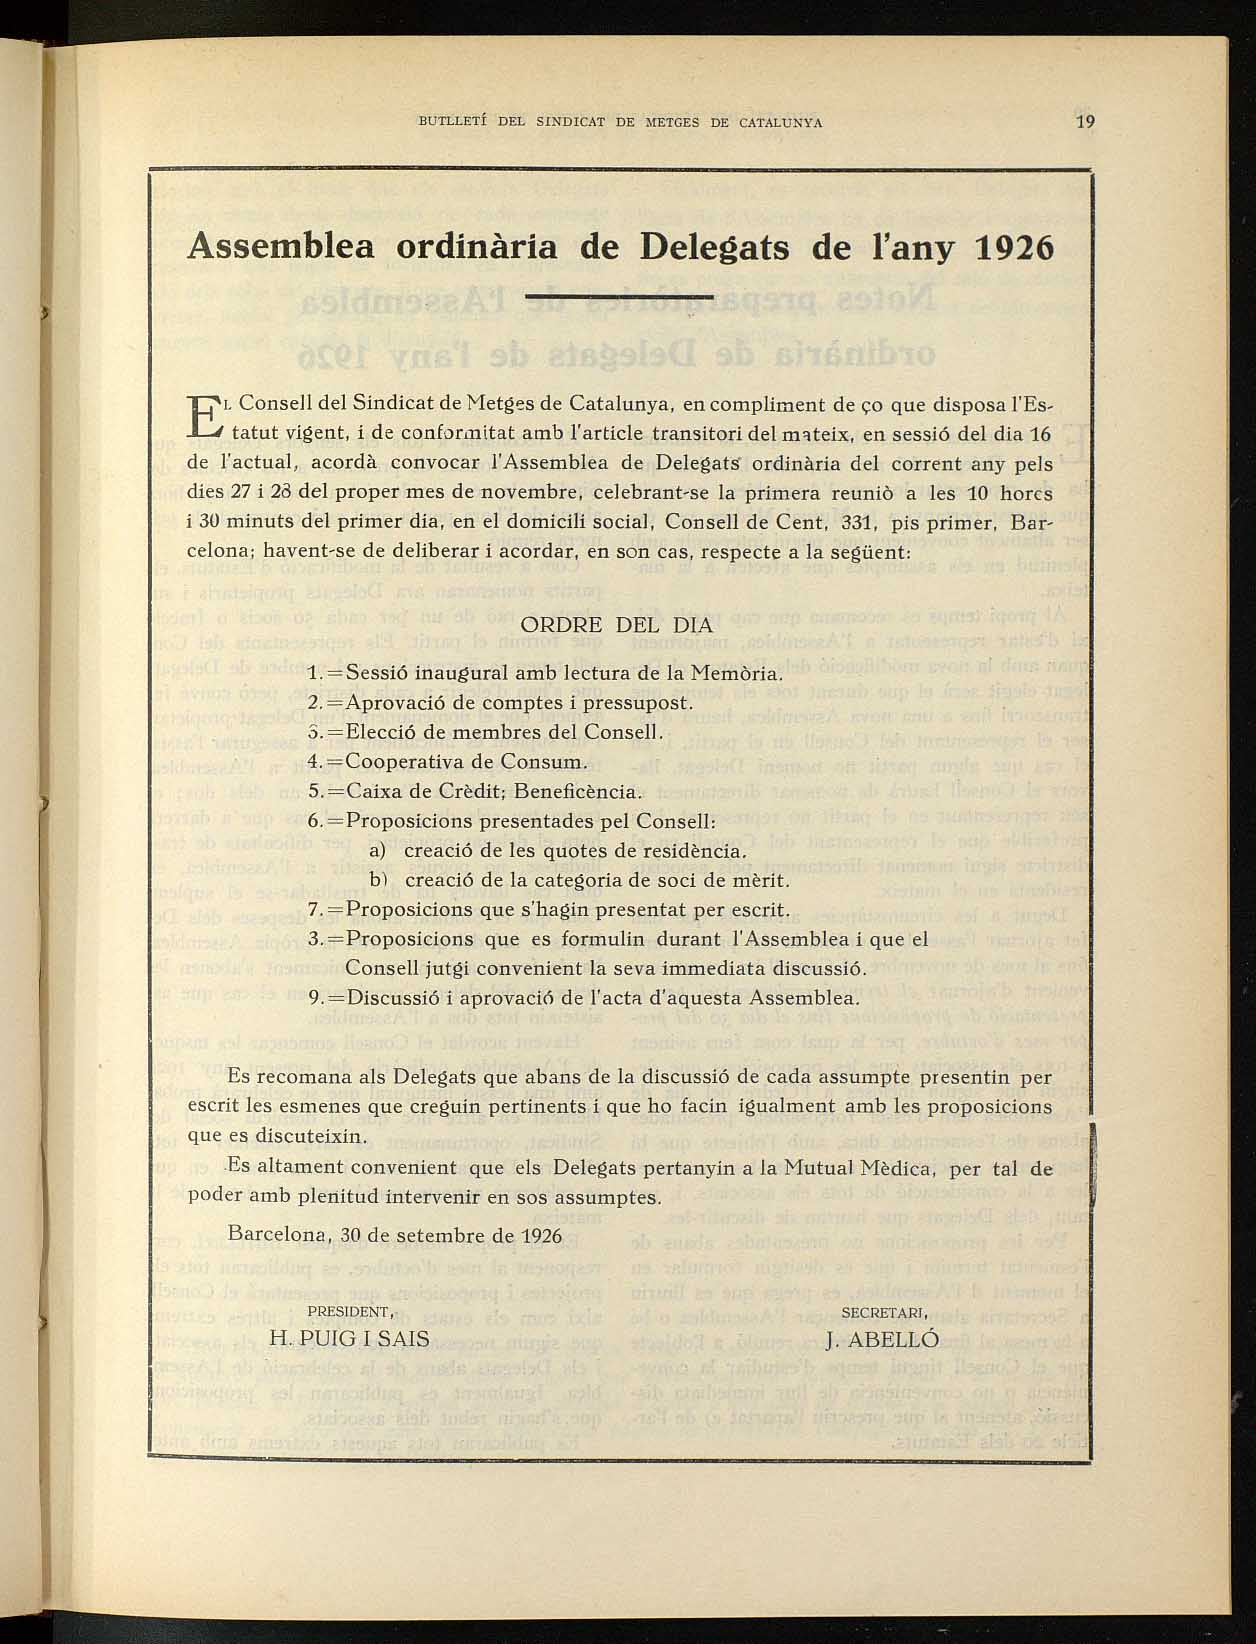 BUTLLETÍ DEL SINDICAT DE METGES DE CATALUNYA 19
Assemblea ordinària de Delegats de l'any 1926
EL Consell del Sindicat de Metges de Catalunya, en compliment de ço que disposa l'Es-
tatut vigent, i de conformitat amb l'article transitori del mateix, en sessió del dia 16
de l'actual, acordà convocar l'Assemblea de Delegats ordinària del corrent any pels
dies 27 i 28 del proper mes de novembre, celebrant-se la primera reuniò a les 10 hores
i 30 minuts del primer dia, en el domicili social, Consell de Cent, 331, pis primer, Bar-
celona; havent-se de deliberar i acordar, en son cas, respecte a la següent:
ORDRE DEL DIA
1.=Sessió inaugural amb lectura de la Memòria.
2.=Aprovació de comptes i pressupost.
3.=Elecció de membres del Consell.
4.=Cooperativa de Consum.
5.=Caixa de Crèdit; Beneficència.
6.=Proposicions presentades pel Consell:
a) creació de les quotes de residència.
b) creació de la categoria de soci de mèrit.
7.=Proposicions que s'hagin presentat per escrit.
8.=Proposicions que es formulin durant l'Assemblea i que el
Consell jutgi convenient la seva immediata discussió.
9.=Discussió i aprovació de l'acta d'aquesta Assemblea.
Es recomana als Delegats que abans de la discussió de cada assumpte presentin per
escrit les esmenes que creguin pertinents i que ho facin igualment amb les proposicions
que es discuteixin.
Es altament convenient que els Delegats pertanyin a la Mutual Mèdica, per tal de
poder amb plenitud intervenir en sos assumptes.
Barcelona, 30 de setembre de 1926
PRESIDENT, SECRETARI,
H. PUIG I SAIS J. ABELLÓ